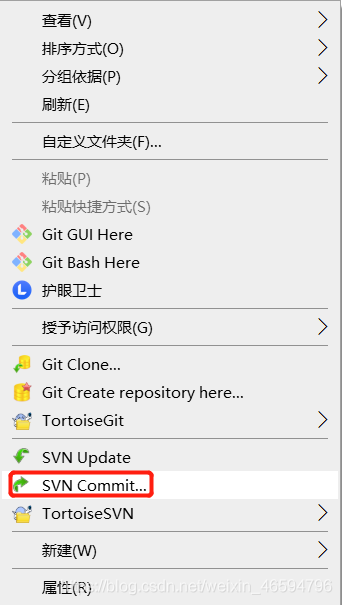 查看(V)
排序方式(O)
分组依据(P)
刷新(E)
自定义文件夹(F)...
粘贴(P)
粘贴快捷方式(S)
Git GUI Here
Git Bash Here
护眼卫士
授予访问权限(G)
Git Clone...
Git Create repository here...
TortoiseGit
SVN Update
SVN Commit...
TortoiseSVN
新建(W)
属性(R)
https://blog.csdn.net/weixin_46594796